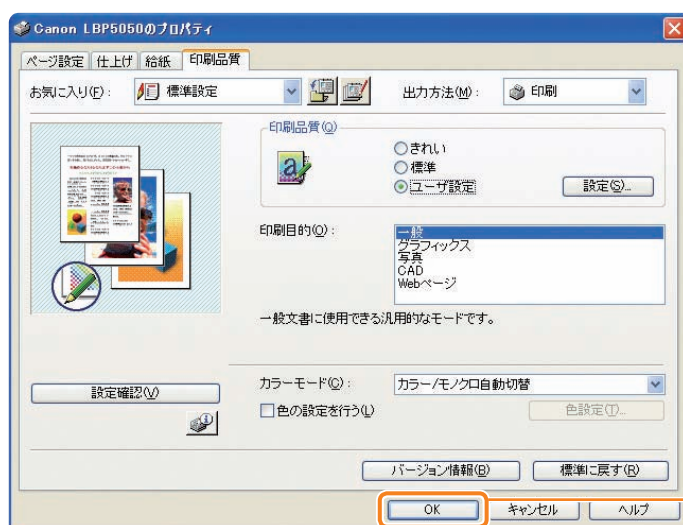 Canon LBP5050のプロパティ
ページ設定 仕上げ 給紙 印刷品質
お気に入り(F): 標準設定 出力方法(M): 印刷
印刷品質(Q)
きれい
標準
ユーザ設定 設定(S)...
印刷目的(O): 一般
グラフィックス
写真
CAD
Webページ
一般文書に使用できる汎用的なモードです。
カラーモード(C): カラー/モノクロ自動切替
設定確認(V)
色の設定を行う(L) 色設定(T)...
バージョン情報(B) 標準に戻す(R)
OK キャンセル ヘルプ